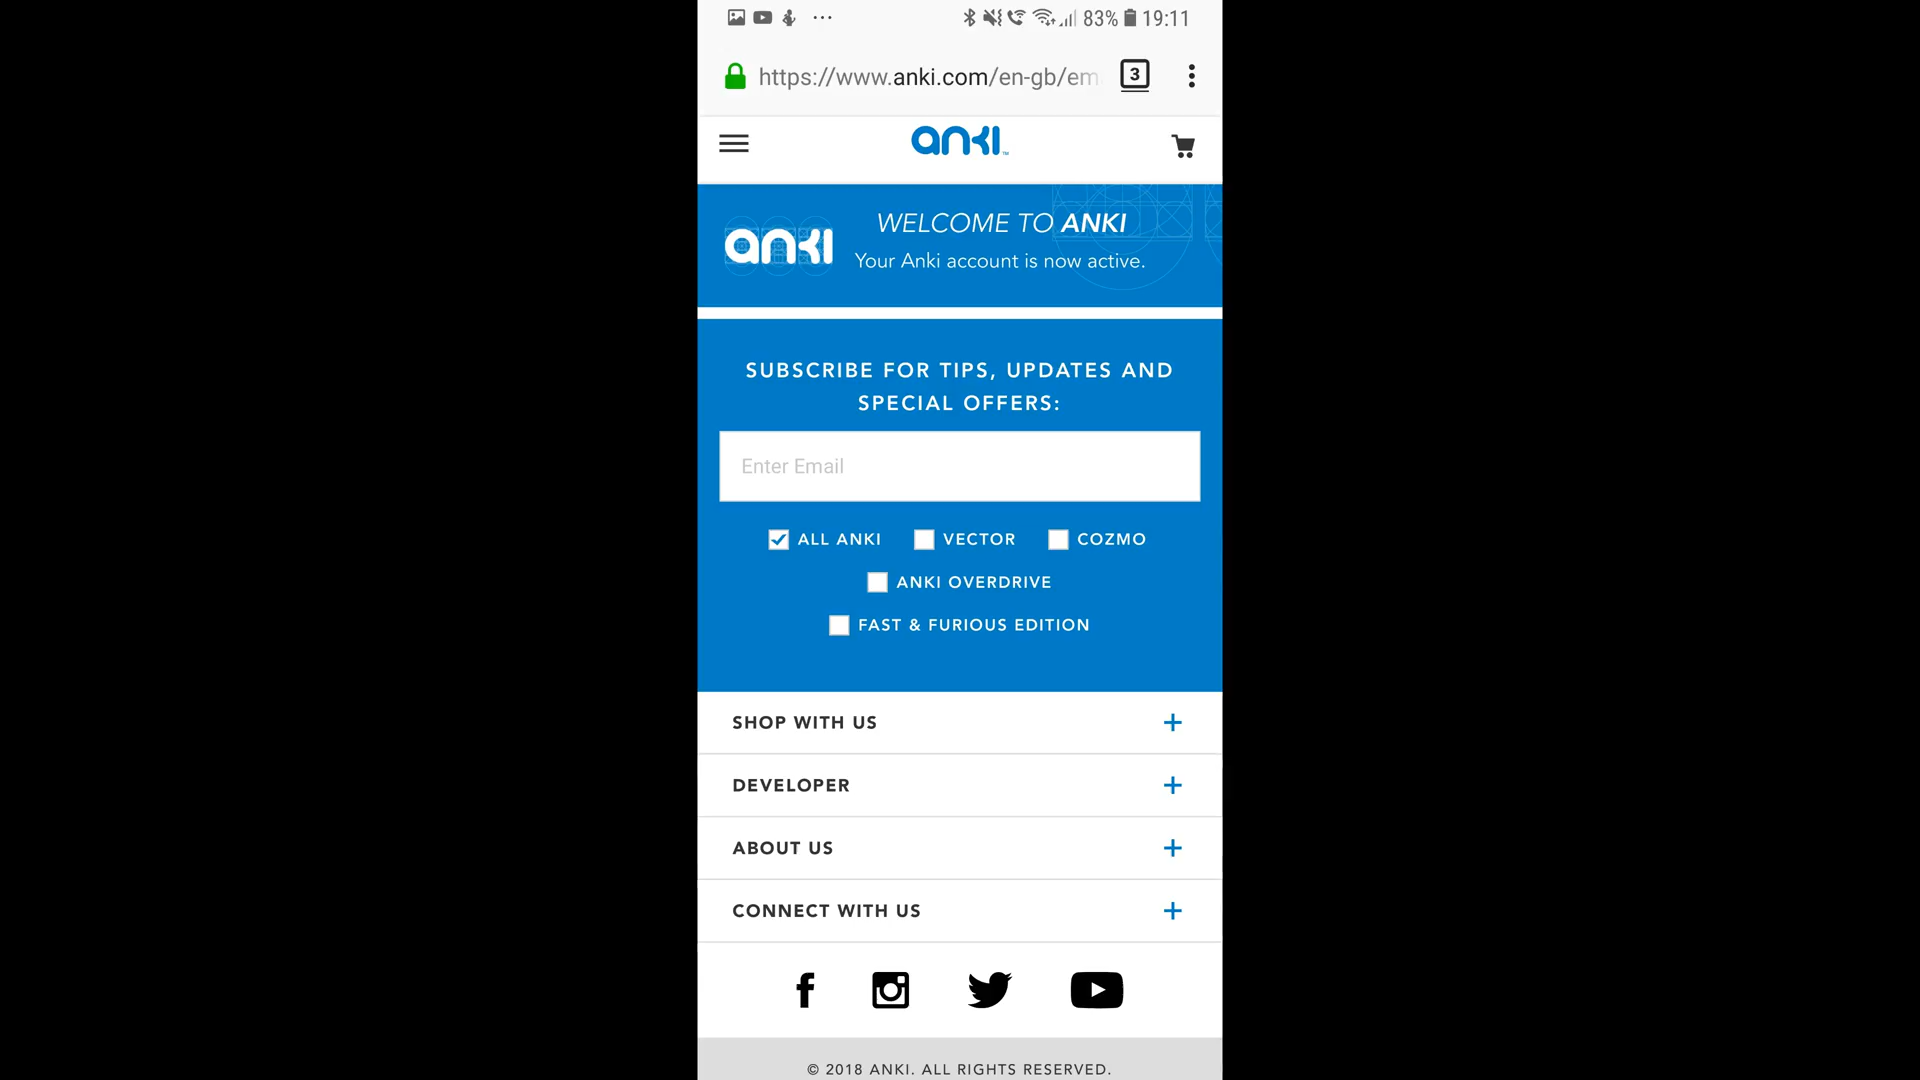 83% 19:11
https://www.anki.com/en-gb/em
3
anki
anki
WELCOME TO ANKI
Your Anki account is now active.
SUBSCRIBE FOR TIPS, UPDATES AND
SPECIAL OFFERS:
Enter Email
ALL ANKI VECTOR COZMO
ANKI OVERDRIVE
FAST & FURIOUS EDITION
SHOP WITH US
DEVELOPER
ABOUT US
CONNECT WITH US
© 2018 ANKI. ALL RIGHTS RESERVED.